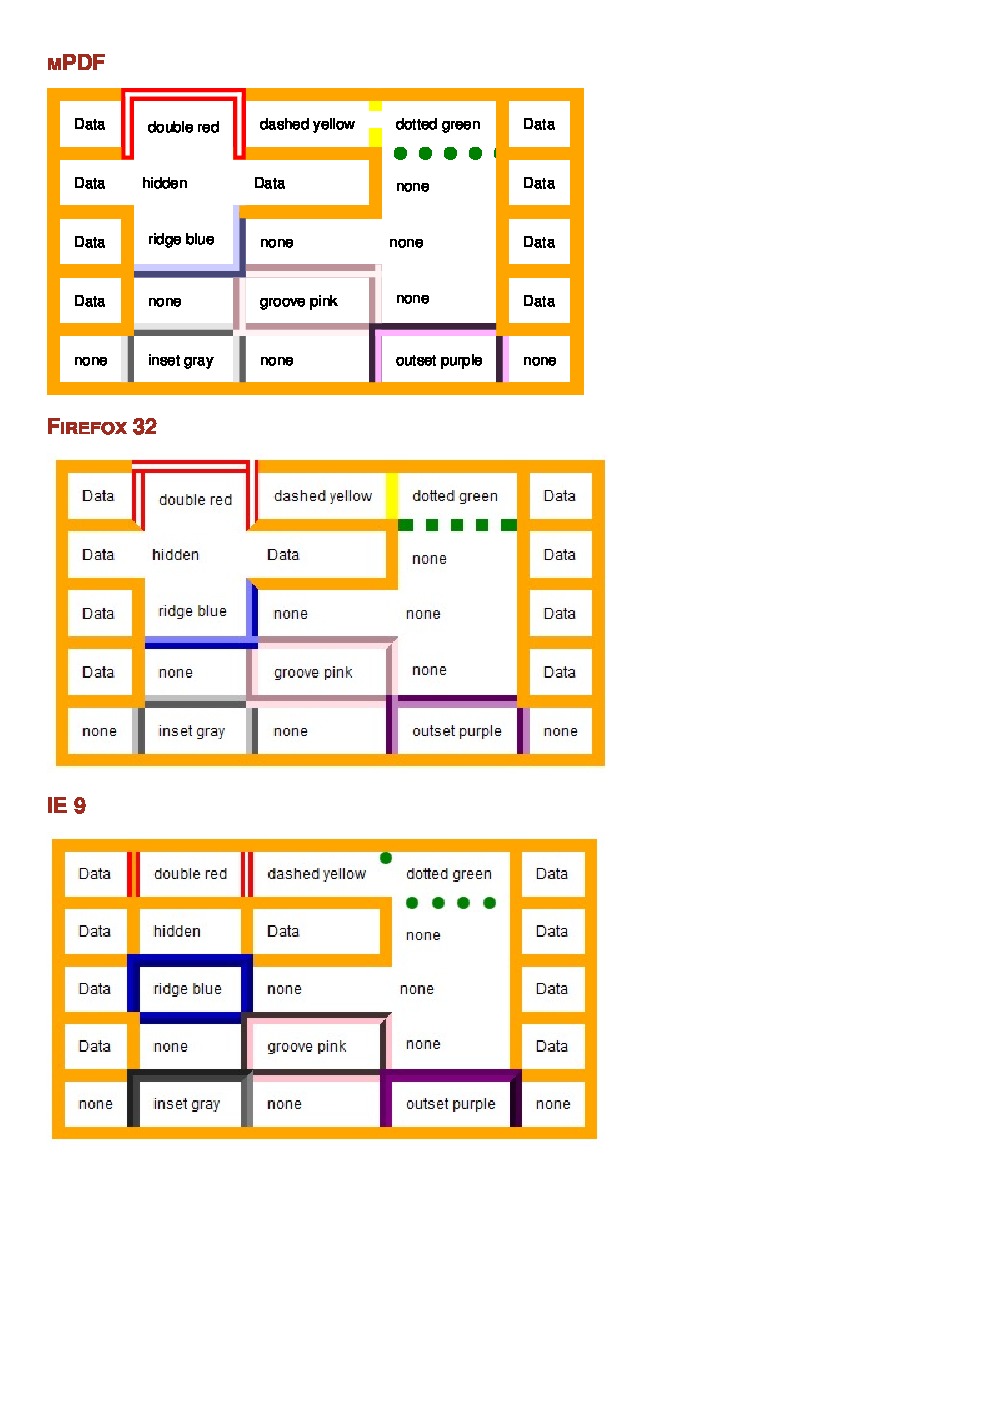 mPDF
Data double red dashed yellow dotted green Data
Data hidden Data none Data
Data ridge blue none none Data
Data none groove pink none Data
none inset gray none outset purple none
Firefox 32
Data double red dashed yellow dotted green Data
Data hidden Data none Data
Data ridge blue none none Data
Data none groove pink none Data
none inset gray none outset purple none
IE 9
Data double red dashed yellow dotted green Data
Data hidden Data none Data
Data ridge blue none none Data
Data none groove pink none Data
none inset gray none outset purple none